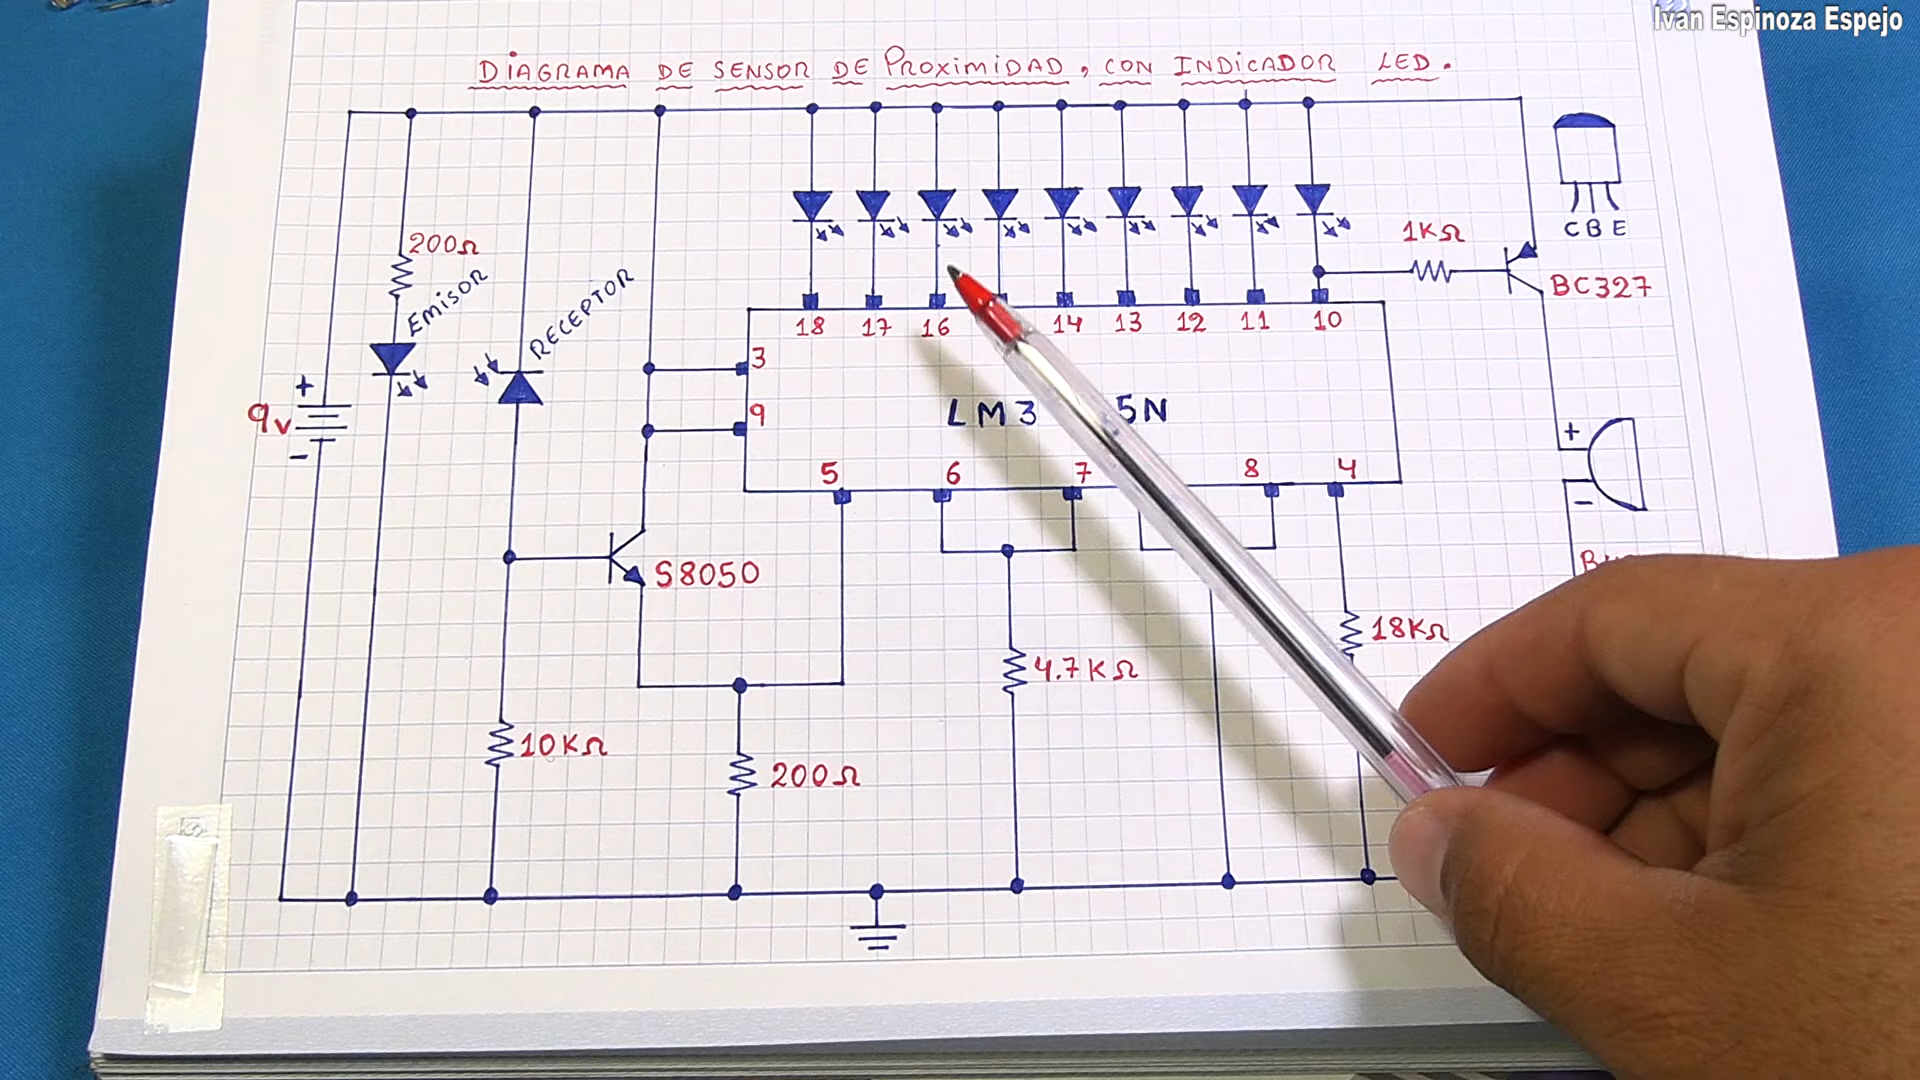 Ivan Espinoza Espejo
DIAGRAMA DE SENSOR DE PROXIMIDAD, CON INDICADOR LED.
200Ω
EMISOR
RECEPTOR
1KΩ
C B E
BC327
18 17 16 14 13 12 11 10
3
+
9v
-
9
LM3 5N
+
-
5 6 7 8 4
S8050
18KΩ
4.7KΩ
10KΩ
200Ω